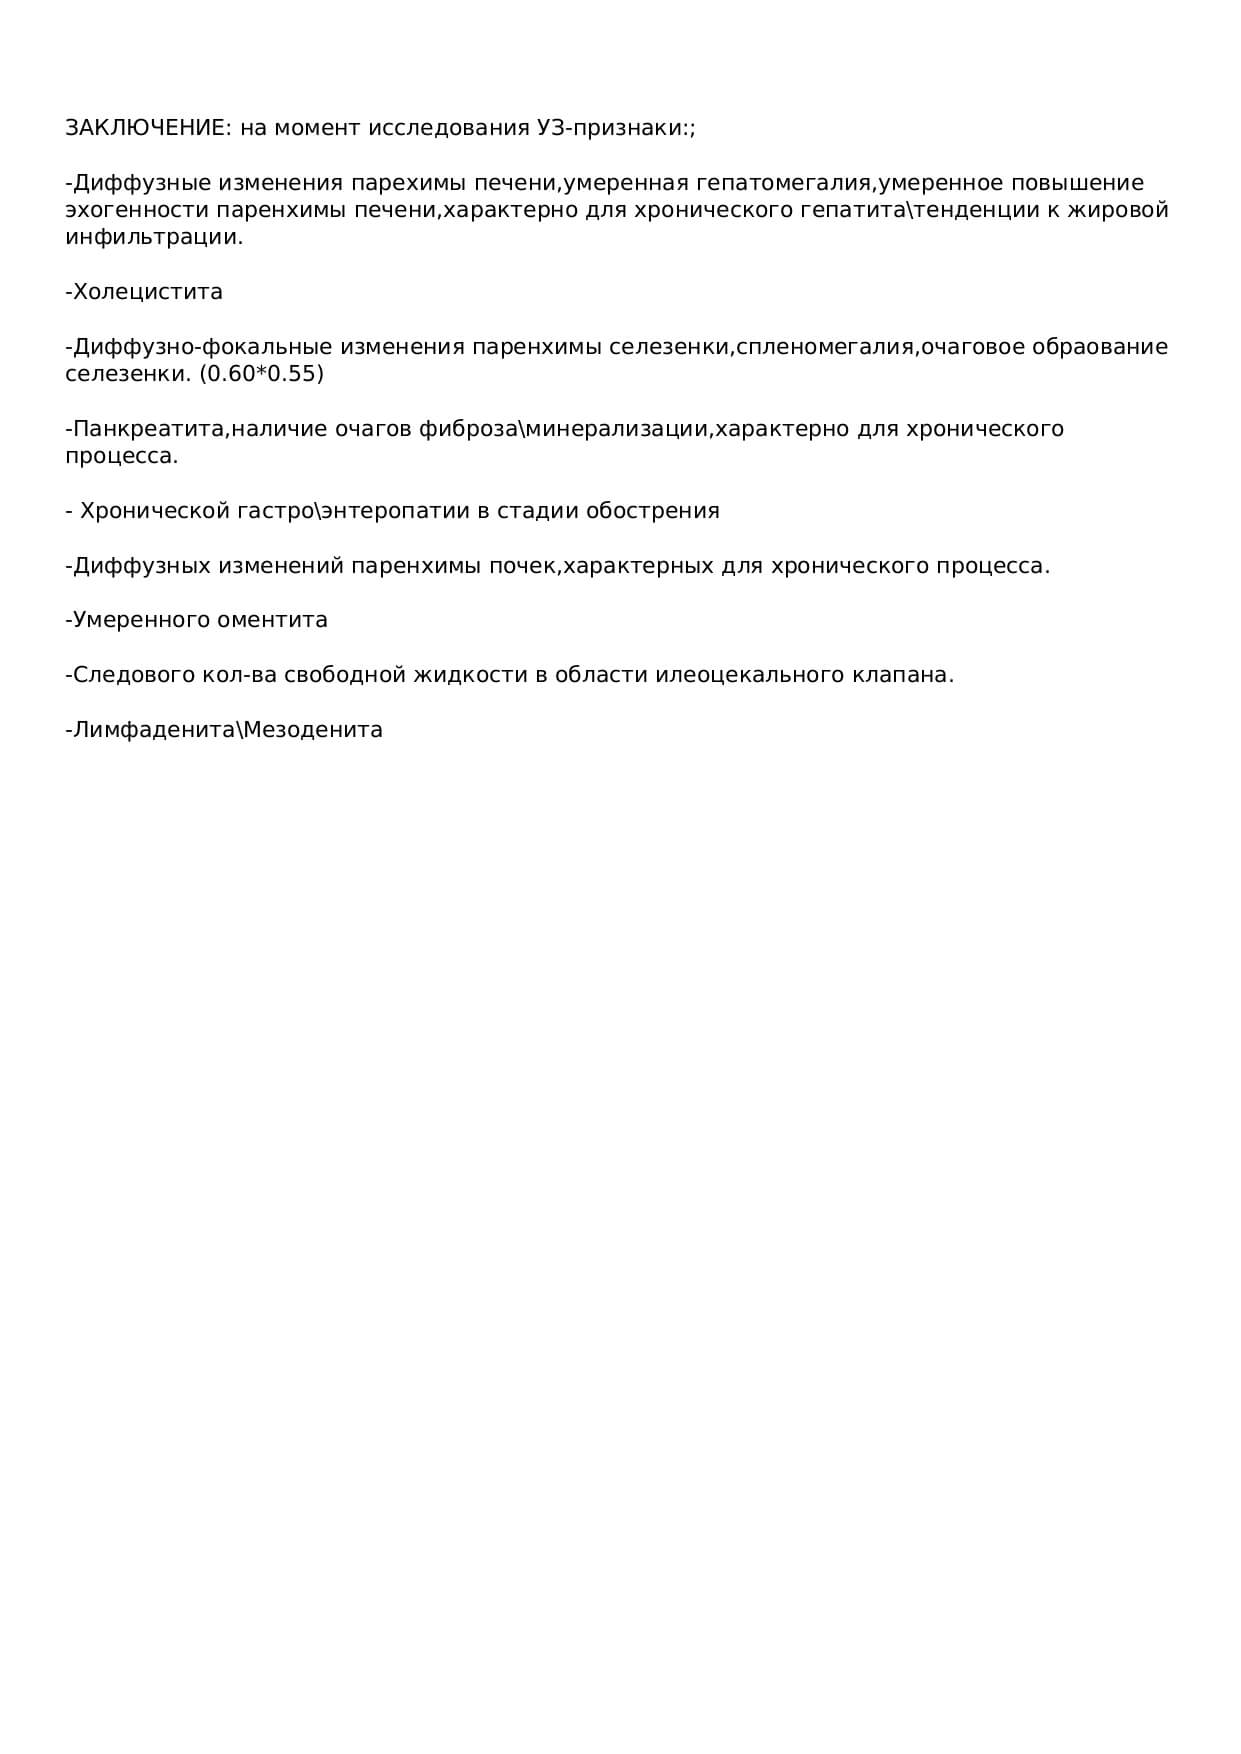 ЗАКЛЮЧЕНИЕ: на момент исследования УЗ-признаки:;
-Диффузные изменения парехимы печени,умеренная гепатомегалия,умеренное повышение
эхогенности паренхимы печени,характерно для хронического гепатита\тенденции к жировой
инфильтрации.
-Холецистита
-Диффузно-фокальные изменения паренхимы селезенки,спленомегалия,очаговое обраование
селезенки. (0.60*0.55)
-Панкреатита,наличие очагов фиброза\минерализации,характерно для хронического
процесса.
- Хронической гастро\энтеропатии в стадии обострения
-Диффузных изменений паренхимы почек,характерных для хронического процесса.
-Умеренного оментита
-Следового кол-ва свободной жидкости в области илеоцекального клапана.
-Лимфаденита\Мезоденита